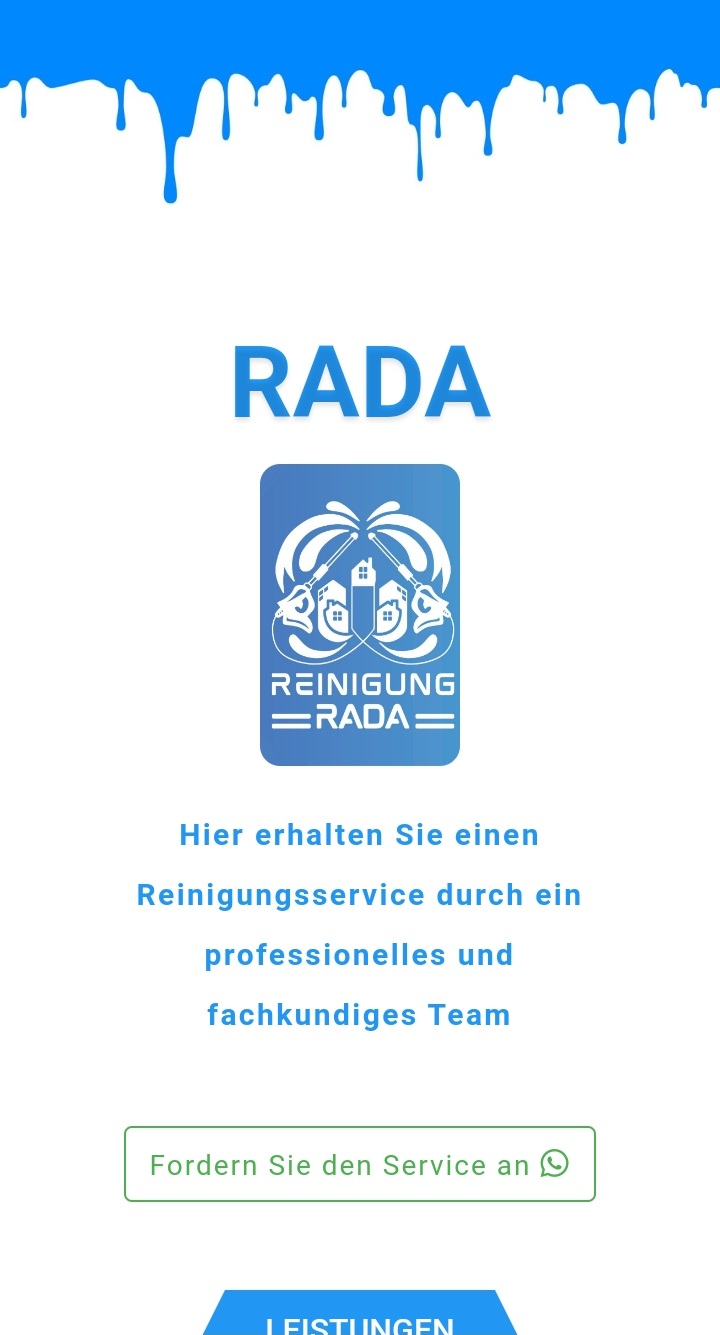 RADA
REINIGUNG
RADA
Hier erhalten Sie einen
Reinigungsservice durch ein
professionelles und
fachkundiges Team
Fordern Sie den Service an
LEISTUNGEN